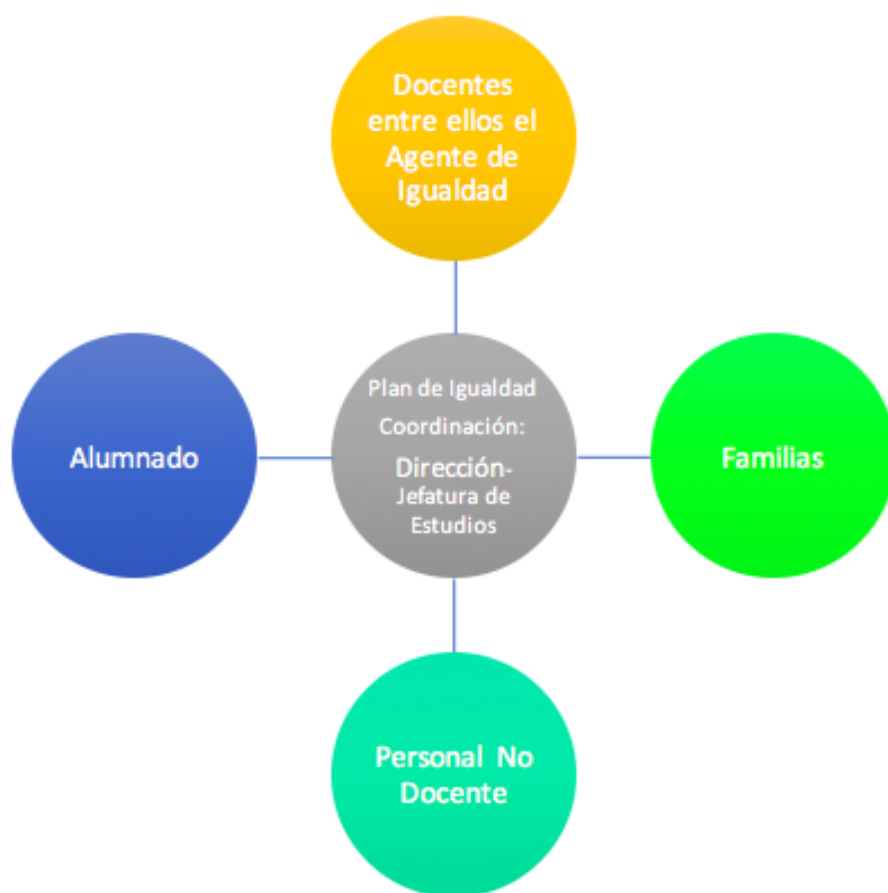 Docentes
entre ellos el
Agente de
Igualdad
Alumnado
Plan de Igualdad
Coordinación:
Dirección-
Jefatura de
Estudios
Familias
Personal No
Docente